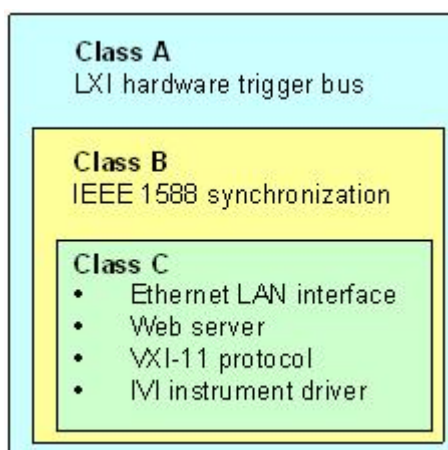 Class A
LXI hardware trigger bus
Class B
IEEE 1588 synchronization
Class C
• Ethernet LAN interface
• Web server
• VXI-11 protocol
• IVI instrument driver